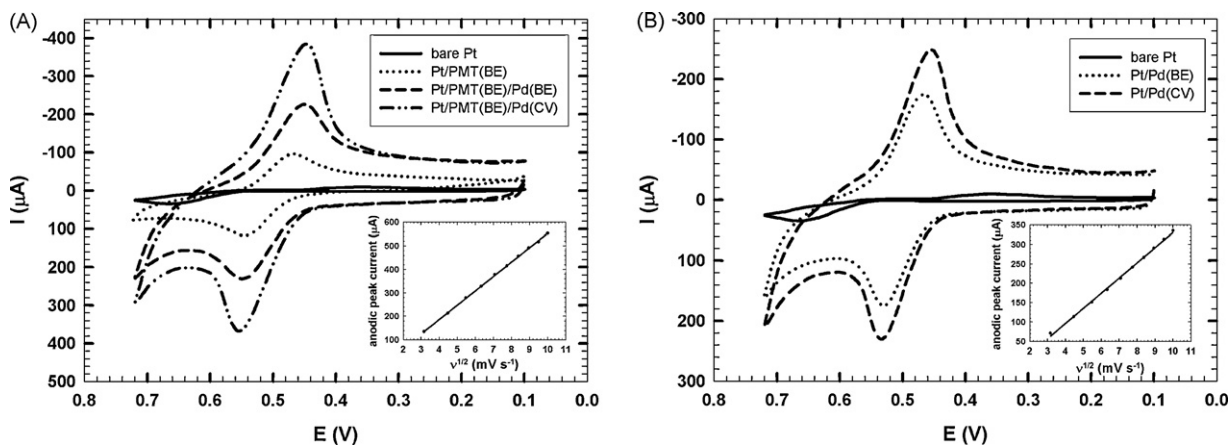 (A)
-400
-300
-200
-100
0
100
200
300
400
500
I (µA)
0.8 0.7 0.6 0.5 0.4 0.3 0.2 0.1 0.0
E (V)
bare Pt
Pt/PMT(BE)
Pt/PMT(BE)/Pd(BE)
Pt/PMT(BE)/Pd(CV)
anodic peak current (µA)
600
500
400
300
200
100
2 3 4 5 6 7 8 9 10 11
ν1/2 (mV s-1)
(B)
-300
-200
-100
0
100
200
300
I (µA)
0.8 0.7 0.6 0.5 0.4 0.3 0.2 0.1 0.0
E (V)
bare Pt
Pt/Pd(BE)
Pt/Pd(CV)
anodic peak current (µA)
350
300
250
200
150
100
50
2 3 4 5 6 7 8 9 10 11
ν1/2 (mV s-1)